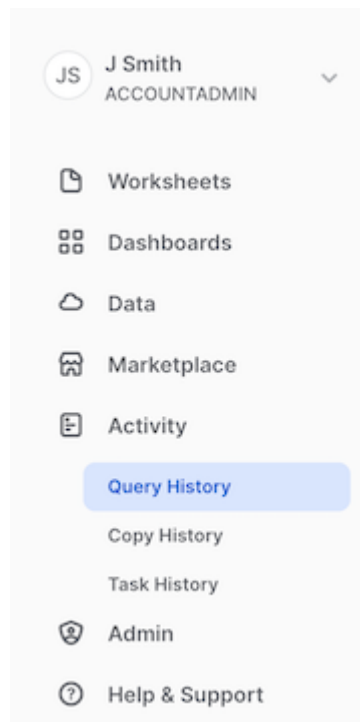 JS
J Smith
ACCOUNTADMIN
Worksheets
Dashboards
Data
Marketplace
Activity
Query History
Copy History
Task History
Admin
Help & Support